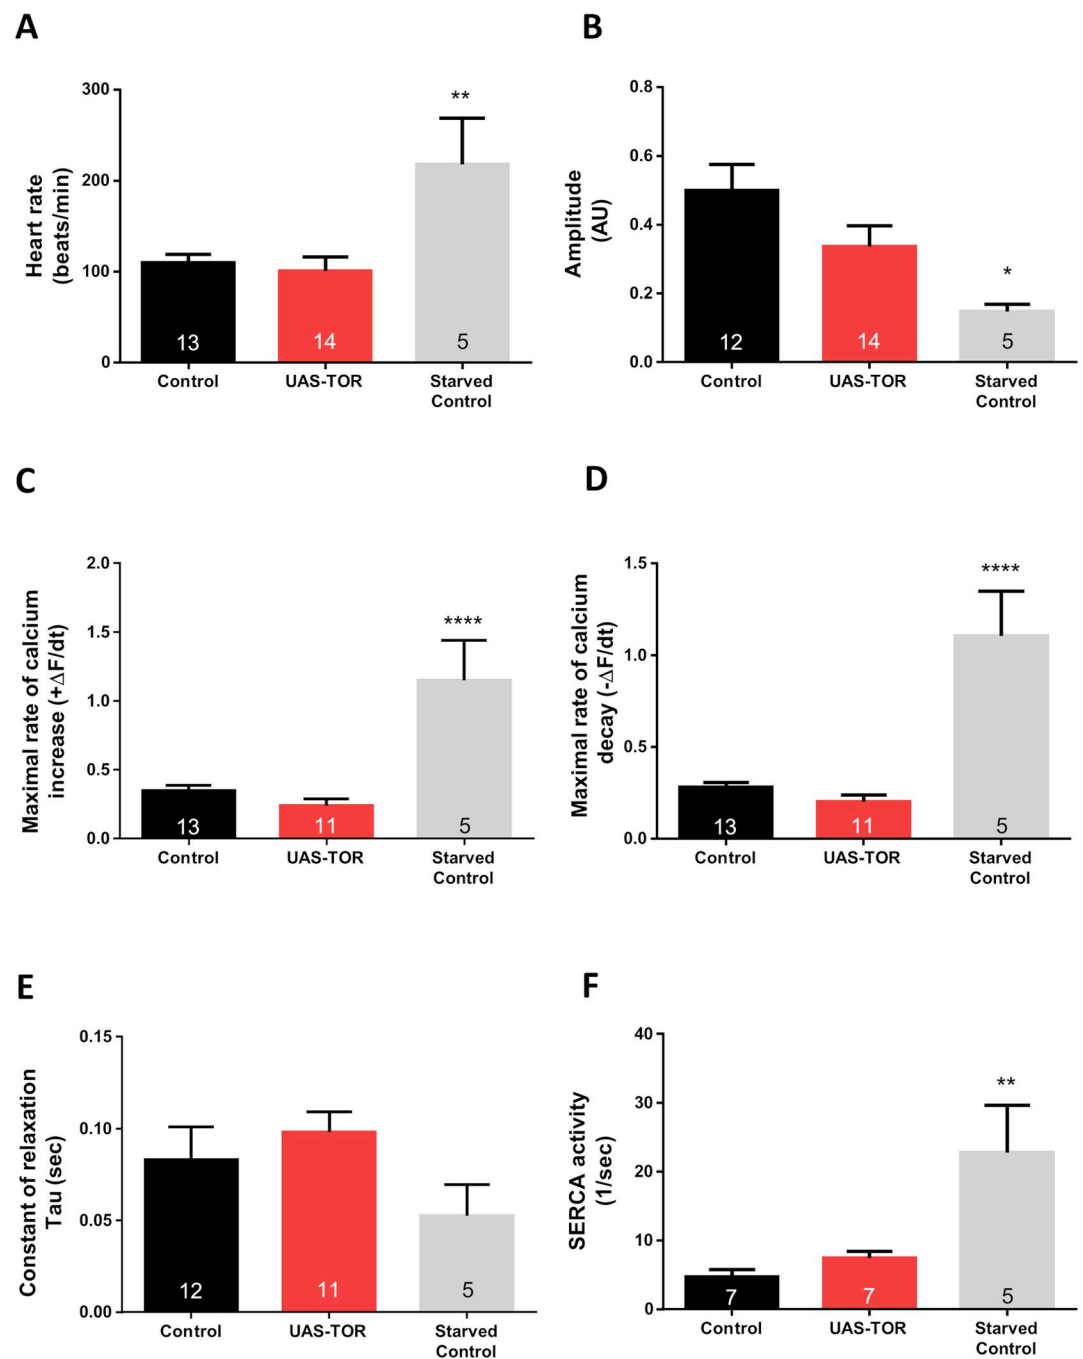 A
Heart rate
(beats/min)
300
200
100
0
**
13
14
5
Control
UAS-TOR
Starved
Control
B
Amplitude
(AU)
0.8
0.6
0.4
0.2
0.0
*
12
14
5
Control
UAS-TOR
Starved
Control
C
Maximal rate of calcium
increase (+ΔF/dt)
2.0
1.5
1.0
0.5
0.0
****
13
11
5
Control
UAS-TOR
Starved
Control
D
Maximal rate of calcium
decay (-ΔF/dt)
1.5
1.0
0.5
0.0
****
13
11
5
Control
UAS-TOR
Starved
Control
E
Constant of relaxation
Tau (sec)
0.15
0.10
0.05
0.00
12
11
5
Control
UAS-TOR
Starved
Control
F
SERCA activity
(1/sec)
40
30
20
10
0
**
7
7
5
Control
UAS-TOR
Starved
Control